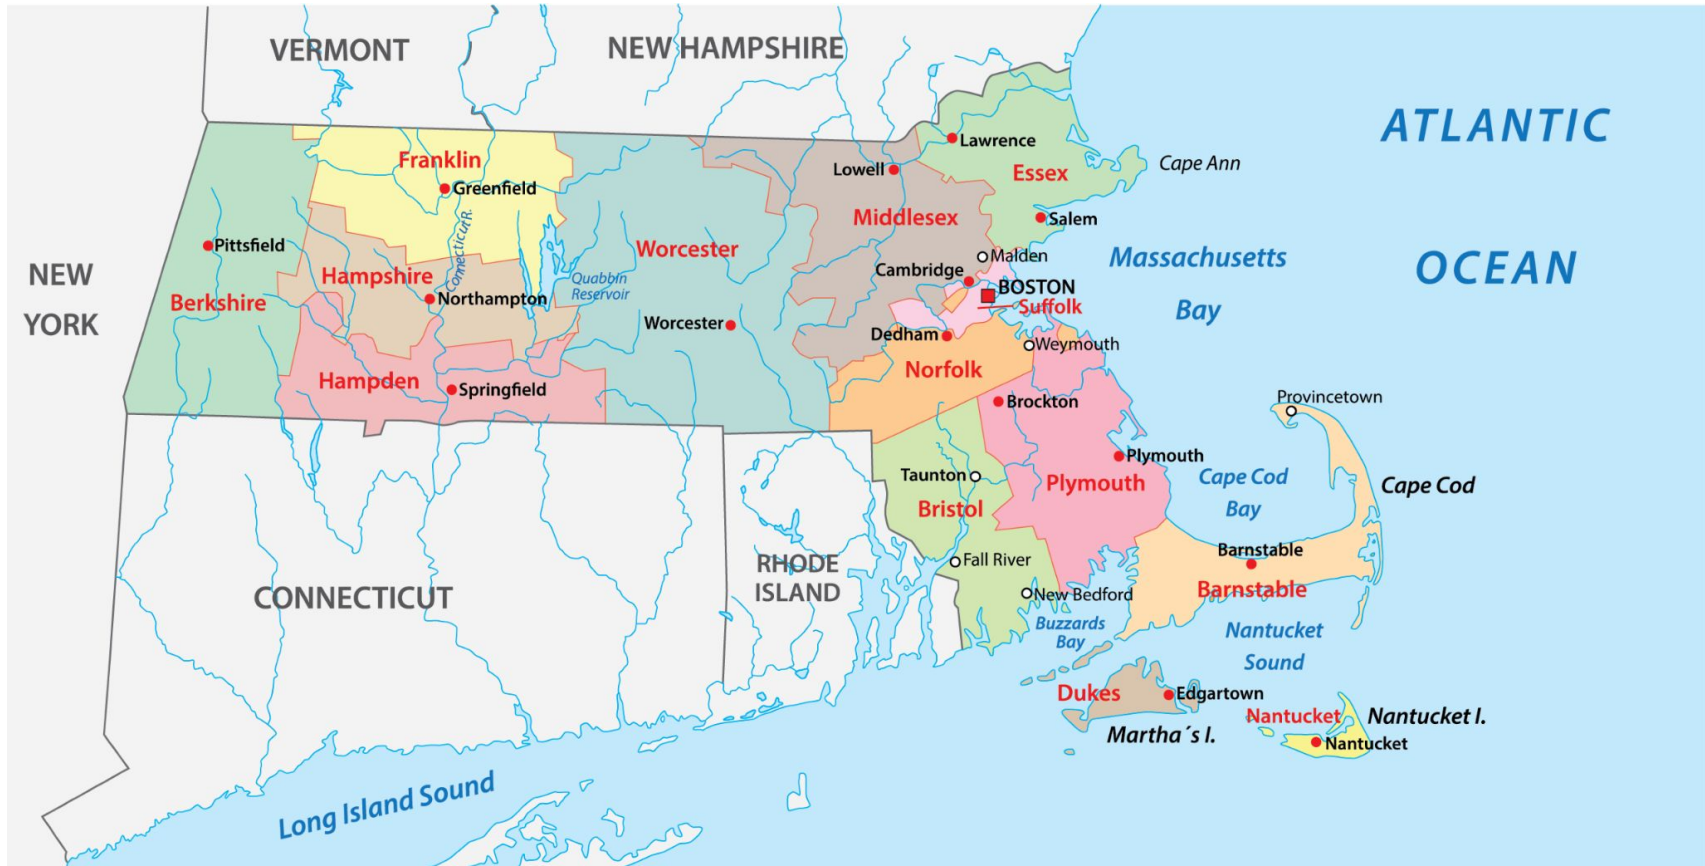 VERMONT
NEW HAMPSHIRE
ATLANTIC
OCEAN
NEW
YORK
Franklin
Greenfield
Lawrence
Lowell
Essex
Cape Ann
Middlesex
Salem
Pittsfield
Berkshire
Hampshire
Connecticut R.
Northampton
Quabbin
Reservoir
Worcester
Worcester
Malden
Cambridge
BOSTON
Suffolk
Massachusetts
Bay
Dedham
Weymouth
Norfolk
Hampden
Springfield
Brockton
Provincetown
Plymouth
Plymouth
Taunton
Bristol
Cape Cod
Bay
Cape Cod
Fall River
New Bedford
Barnstable
Barnstable
CONNECTICUT
RHODE
ISLAND
Buzzards
Bay
Nantucket
Sound
Dukes
Edgartown
Martha´s I.
Nantucket
Nantucket I.
Nantucket
Long Island Sound